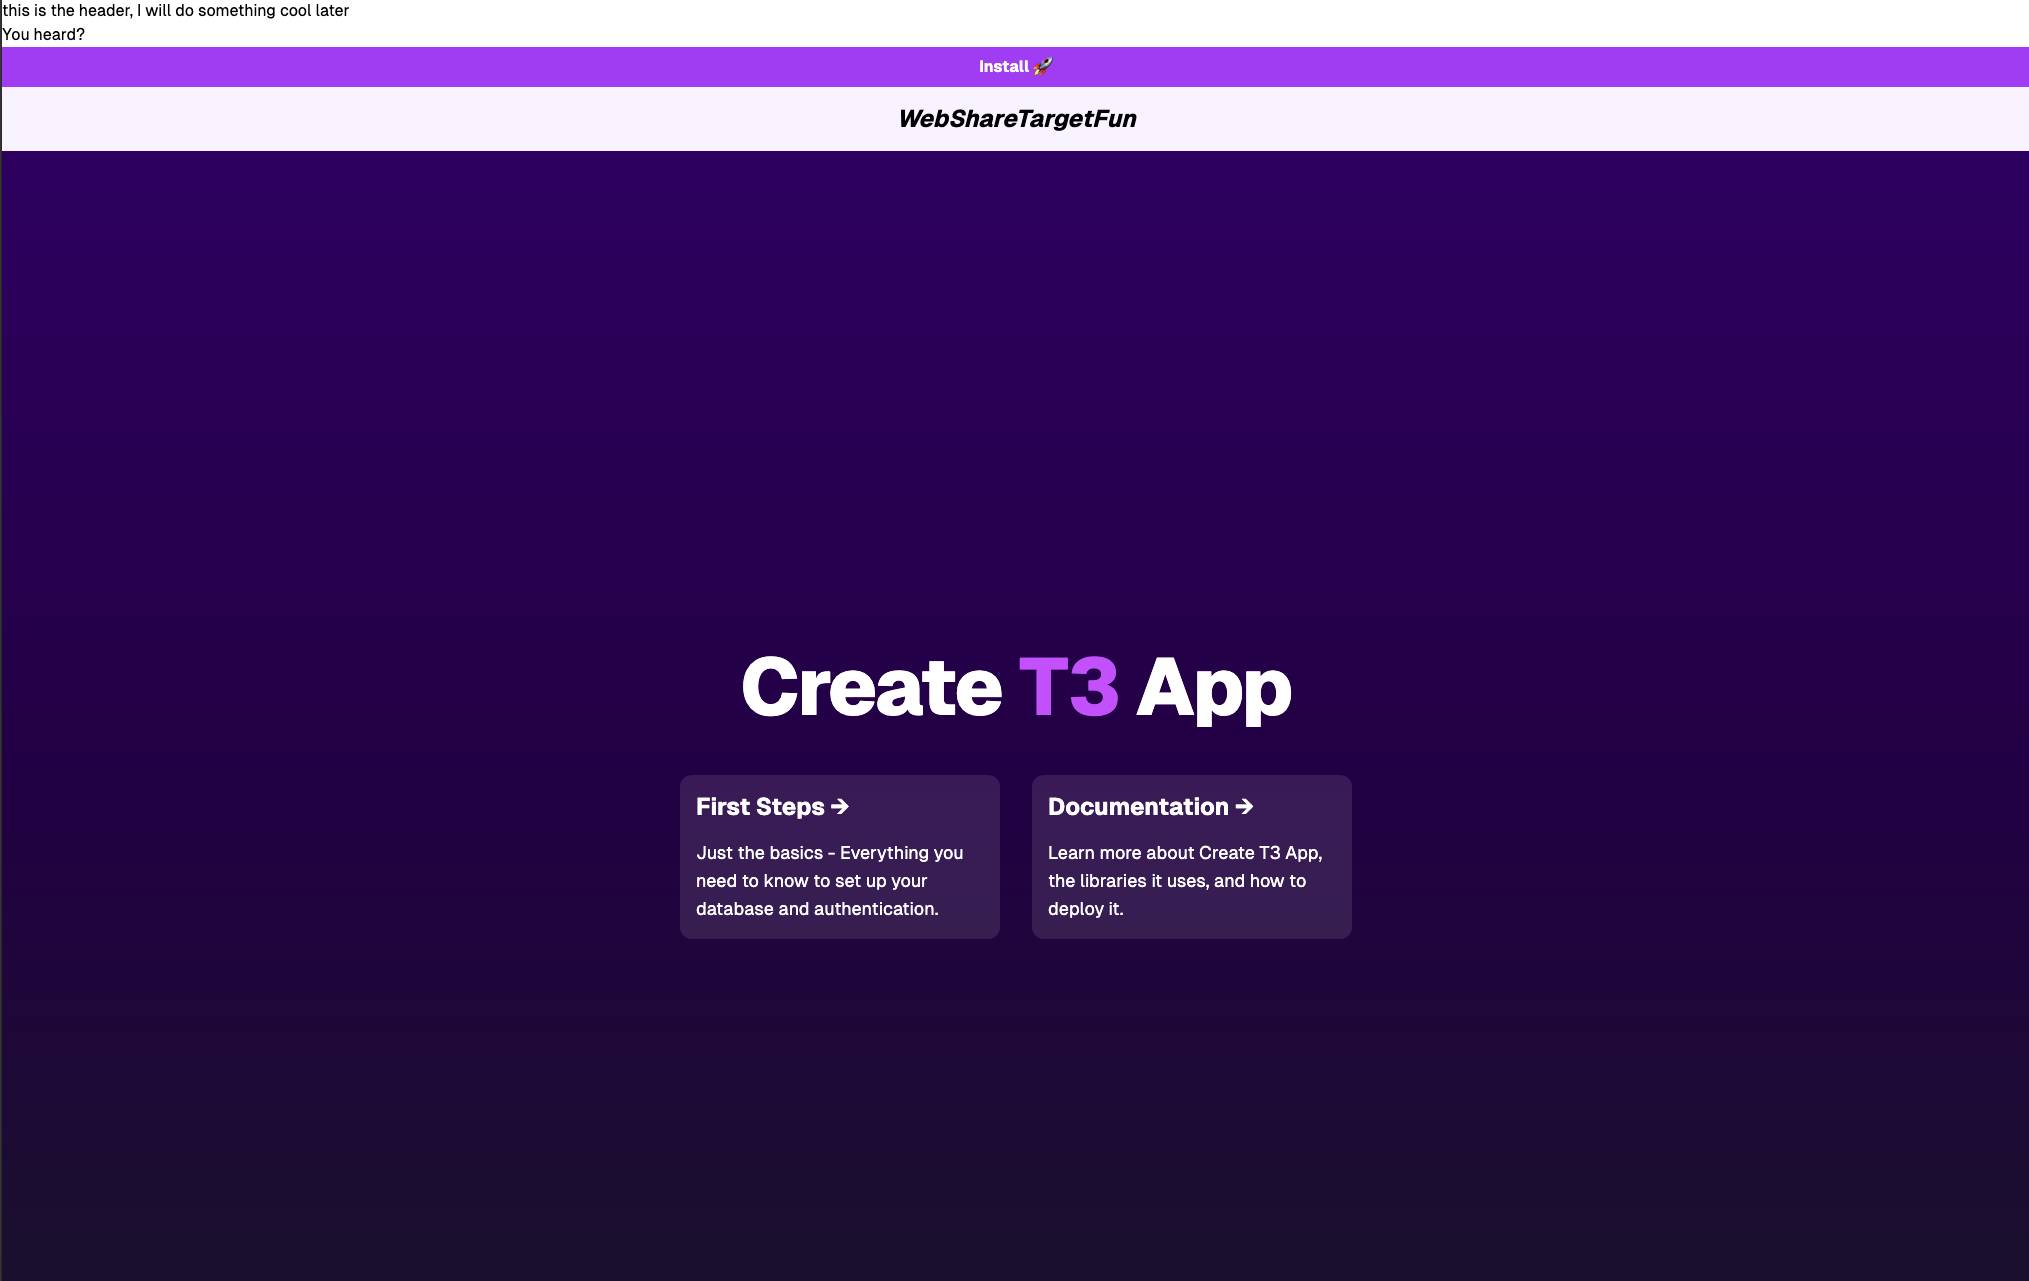 this is the header, I will do something cool later
You heard?
Install 🚀
WebShareTargetFun
Create T3 App
First Steps →
Just the basics - Everything you
need to know to set up your
database and authentication.
Documentation →
Learn more about Create T3 App,
the libraries it uses, and how to
deploy it.